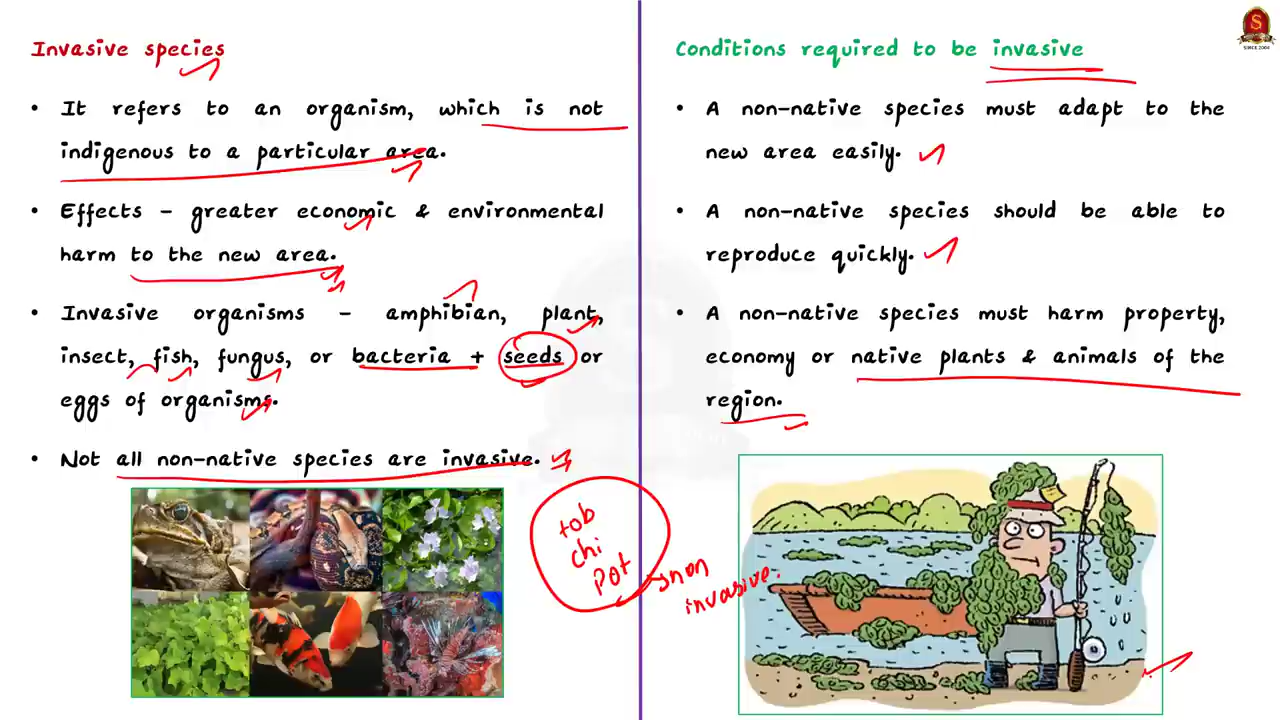 Invasive species
• It refers to an organism, which is not
indigenous to a particular area.
• Effects - greater economic & environmental
harm to the new area.
• Invasive organisms - amphibian, plant,
insect, fish, fungus, or bacteria + seeds or
eggs of organisms.
• Not all non-native species are invasive.
tob
chi
pot
non
invasive.
Conditions required to be invasive
• A non-native species must adapt to the
new area easily.
• A non-native species should be able to
reproduce quickly.
• A non-native species must harm property,
economy or native plants & animals of the
region.
S
SINCE 2004